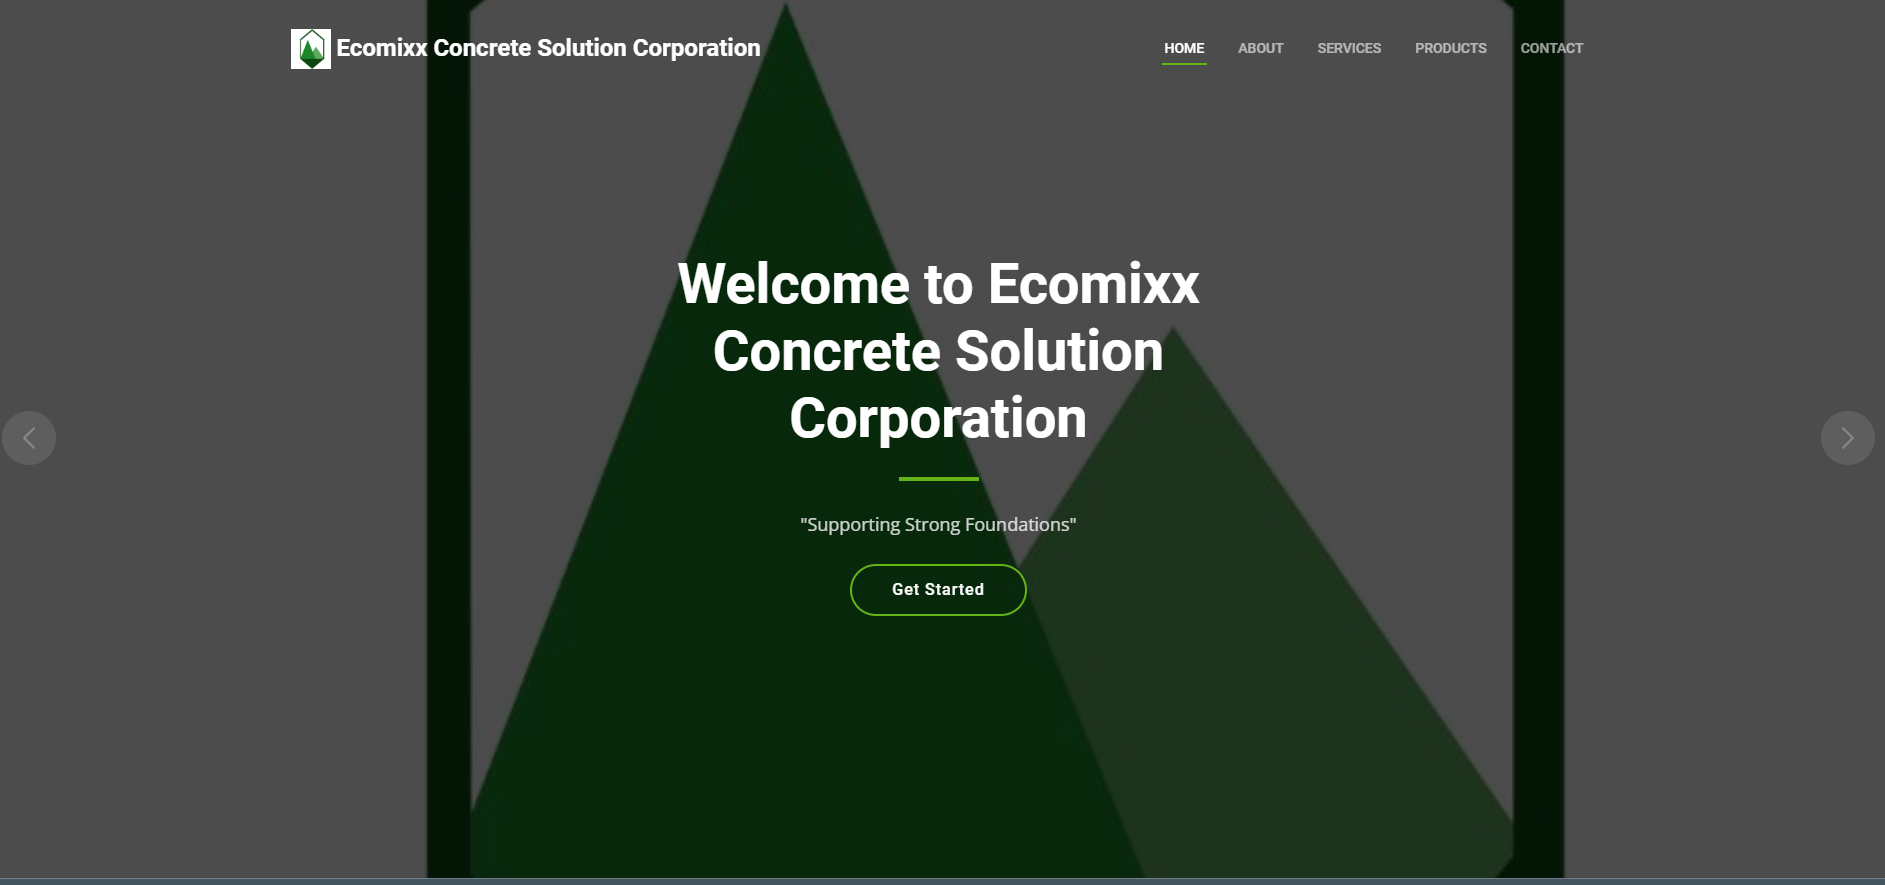 Ecomixx Concrete Solution Corporation
HOME ABOUT SERVICES PRODUCTS CONTACT
Welcome to Ecomixx
Concrete Solution
Corporation
"Supporting Strong Foundations"
Get Started